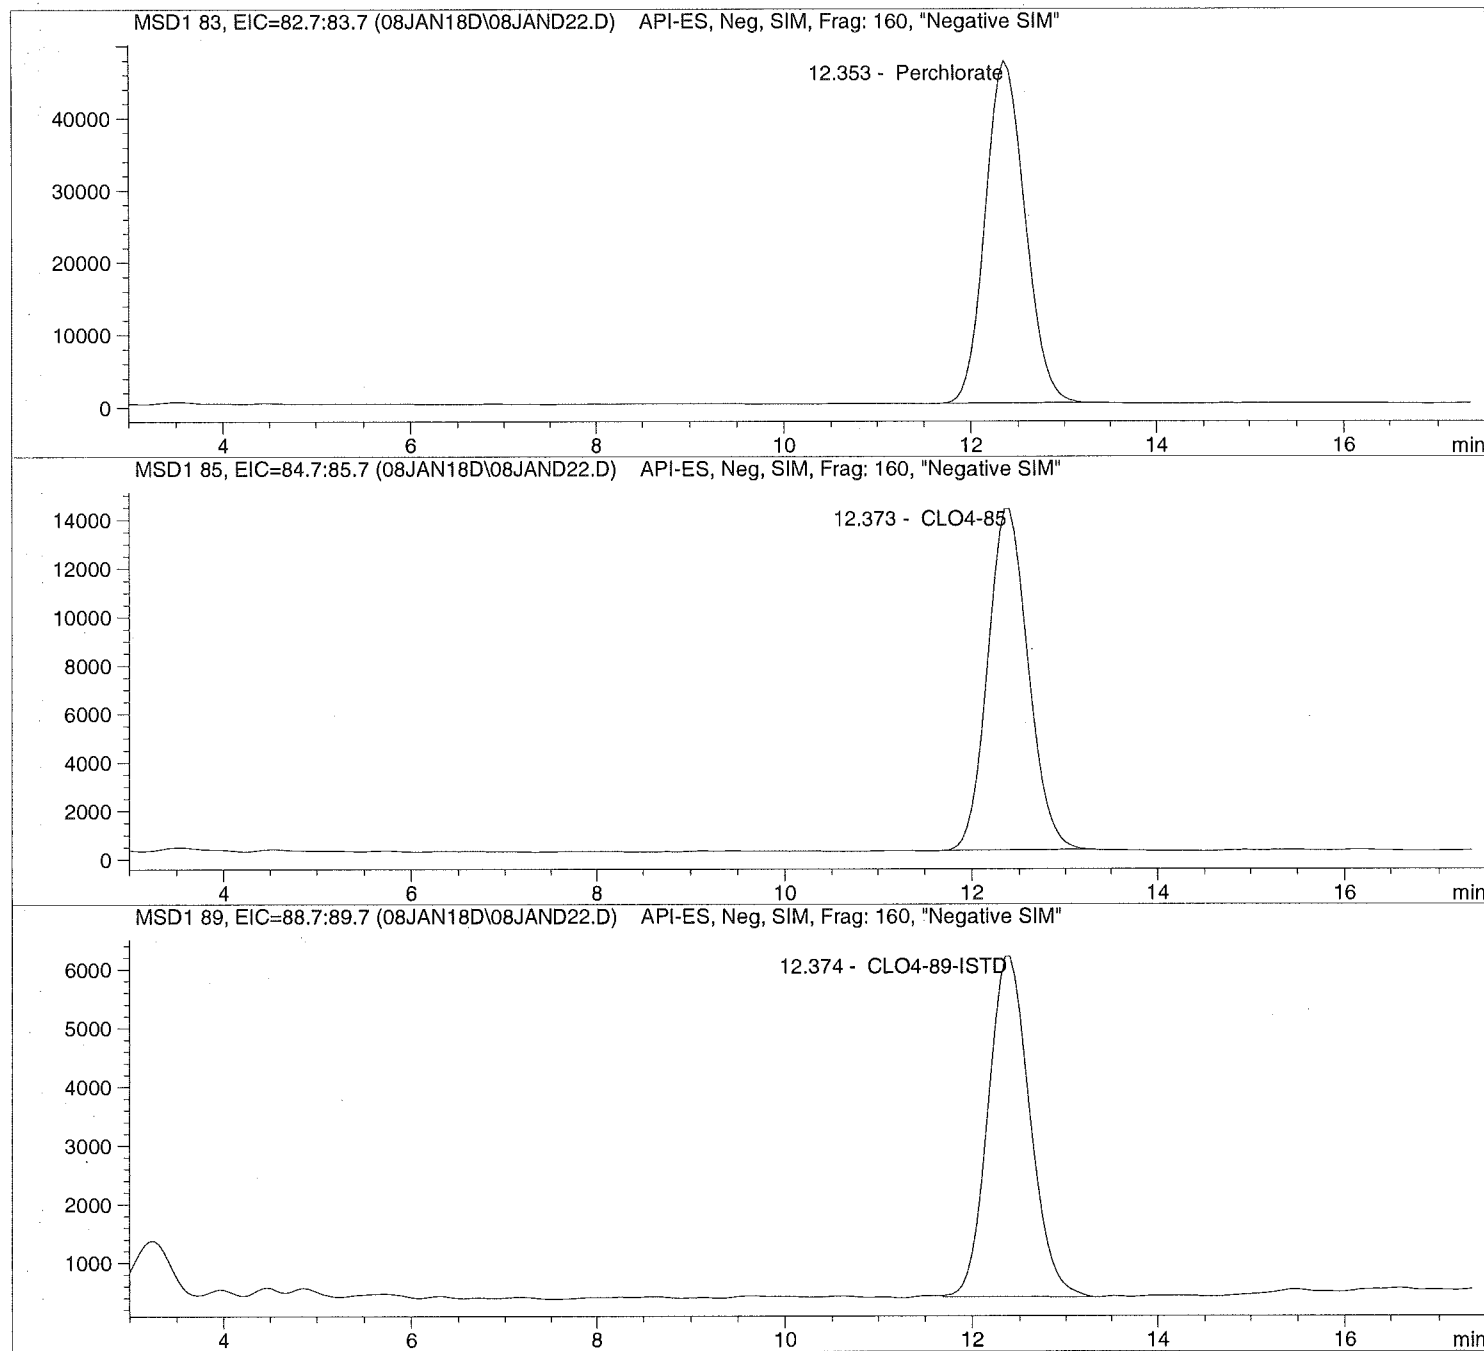 MSD1 83, EIC=82.7:83.7 (08JAN18D\08JAND22.D) API-ES, Neg, SIM, Frag: 160, "Negative SIM"
12.353 - Perchlorate
40000
30000
20000
10000
0
4 6 8 10 12 14 16 min
MSD1 85, EIC=84.7:85.7 (08JAN18D\08JAND22.D) API-ES, Neg, SIM, Frag: 160, "Negative SIM"
12.373 - CLO4-85
14000
12000
10000
8000
6000
4000
2000
0
4 6 8 10 12 14 16 min
MSD1 89, EIC=88.7:89.7 (08JAN18D\08JAND22.D) API-ES, Neg, SIM, Frag: 160, "Negative SIM"
12.374 - CLO4-89-ISTD
6000
5000
4000
3000
2000
1000
4 6 8 10 12 14 16 min